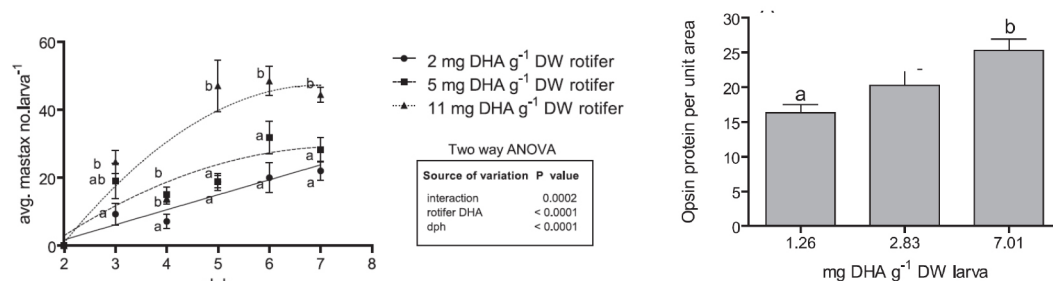 avg. mastax no.larva-1
60
40
20
0
2 3 4 5 6 7 8
b
ab
a
b
b
a
b
a
a
b
a
a
b
a
a
2 mg DHA g-1 DW rotifer
5 mg DHA g-1 DW rotifer
11 mg DHA g-1 DW rotifer
Two way ANOVA
Source of variation P value
interaction 0.0002
rotifer DHA < 0.0001
dph < 0.0001
Opsin protein per unit area
30
25
20
15
10
5
0
a
b
1.26 2.83 7.01
mg DHA g-1 DW larva